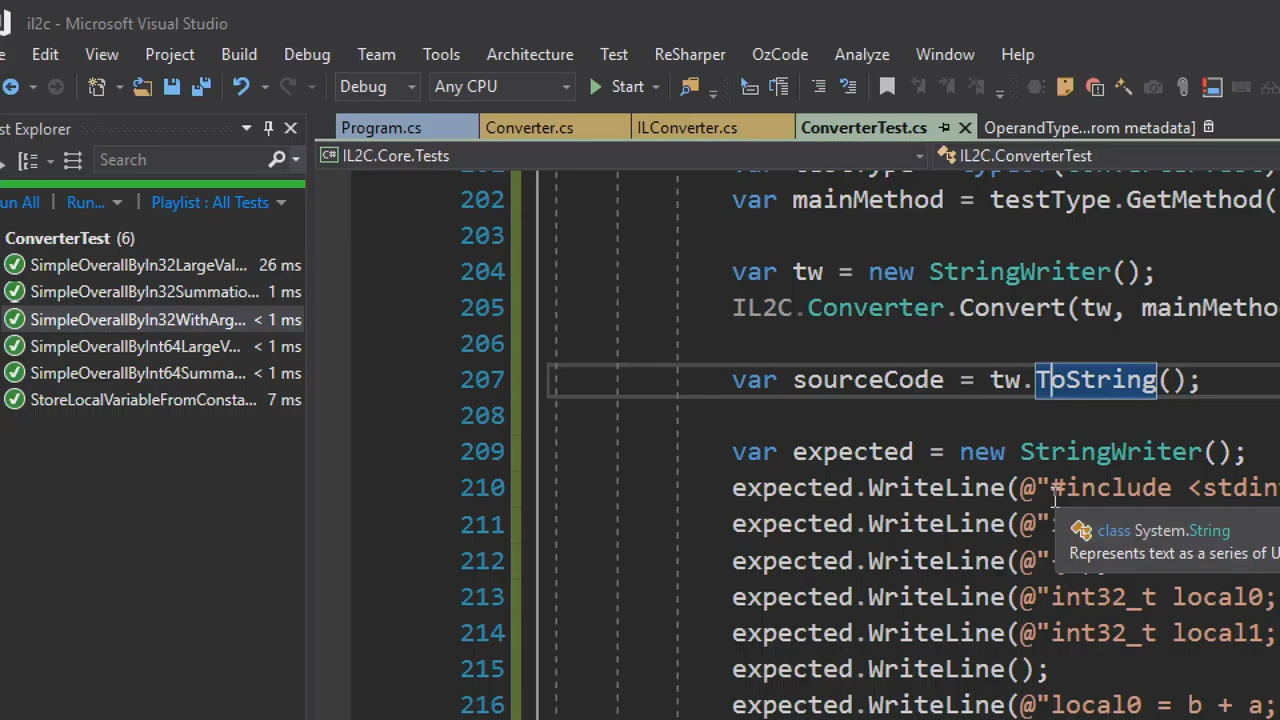 il2c - Microsoft Visual Studio
Edit View Project Build Debug Team Tools Architecture Test ReSharper OzCode Analyze Window Help
Debug Any CPU Start
st Explorer
Program.cs Converter.cs ILConverter.cs ConverterTest.cs OperandType...rom metadata]
Search
IL2C.Core.Tests IL2C.ConverterTest
un All Run... Playlist : All Tests
ConverterTest (6)
SimpleOverallByIn32LargeVal... 26 ms
SimpleOverallByIn32Summatio... 1 ms
SimpleOverallByIn32WithArg... < 1 ms
SimpleOverallByInt64LargeV... < 1 ms
SimpleOverallByInt64Summa... < 1 ms
StoreLocalVariableFromConsta... 7 ms
202 var mainMethod = testType.GetMethod(
203
204 var tw = new StringWriter();
205 IL2C.Converter.Convert(tw, mainMetho
206
207 var sourceCode = tw.ToString();
208
209 var expected = new StringWriter();
210 expected.WriteLine(@"#include <stdin
211 expected.WriteLine(@"
class System.String
Represents text as a series of U
212 expected.WriteLine(@"
213 expected.WriteLine(@"int32_t local0;
214 expected.WriteLine(@"int32_t local1;
215 expected.WriteLine();
216 expected.WriteLine(@"local0 = b + a;